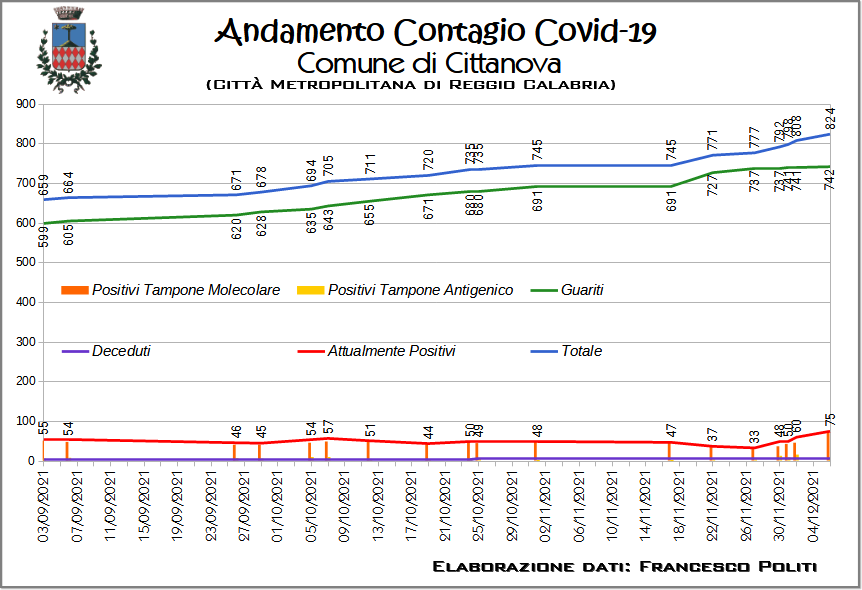 Andamento Contagio Covid-19
Comune di Cittanova
(Città Metropolitana di Reggio Calabria)
900
800
700
600
500
400
300
200
100
0
659 664 671 678 694 705 711 720 735 735 745 745 771 777 792 798 808 824
599 605 620 628 635 643 655 671 680 680 691 691 727 737 737 741 741 742
Positivi Tampone Molecolare Positivi Tampone Antigenico Guariti
Deceduti Attualmente Positivi Totale
55 54 46 45 54 57 51 44 50 49 48 47 37 33 48 50 60 75
03/09/2021 07/09/2021 11/09/2021 15/09/2021 19/09/2021 23/09/2021 27/09/2021 01/10/2021 05/10/2021 09/10/2021 13/10/2021 17/10/2021 21/10/2021 25/10/2021 29/10/2021 02/11/2021 06/11/2021 10/11/2021 14/11/2021 18/11/2021 22/11/2021 26/11/2021 30/11/2021 04/12/2021
Elaborazione dati: Francesco Politi